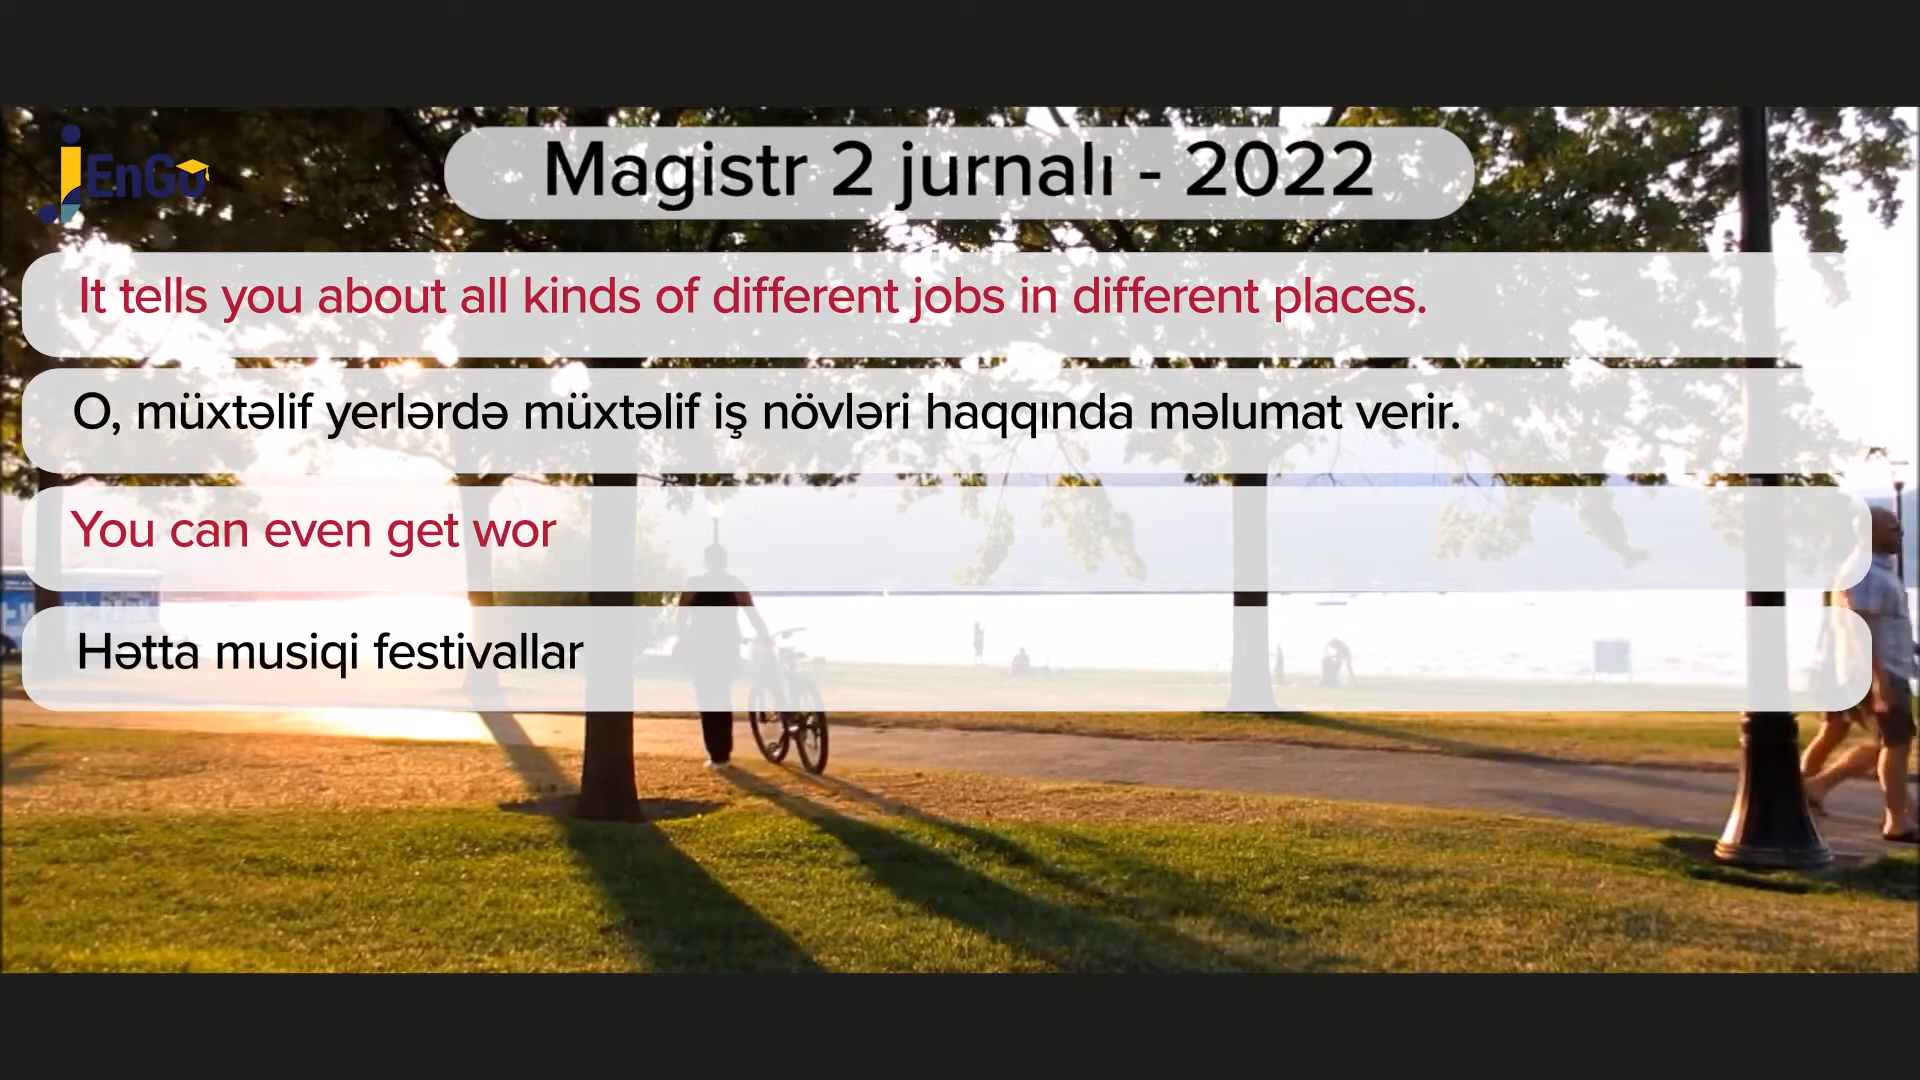 EnGo
Magistr 2 jurnalı - 2022
It tells you about all kinds of different jobs in different places.
O, müxtəlif yerlərdə müxtəlif iş növləri haqqında məlumat verir.
You can even get wor
Hətta musiqi festivallar